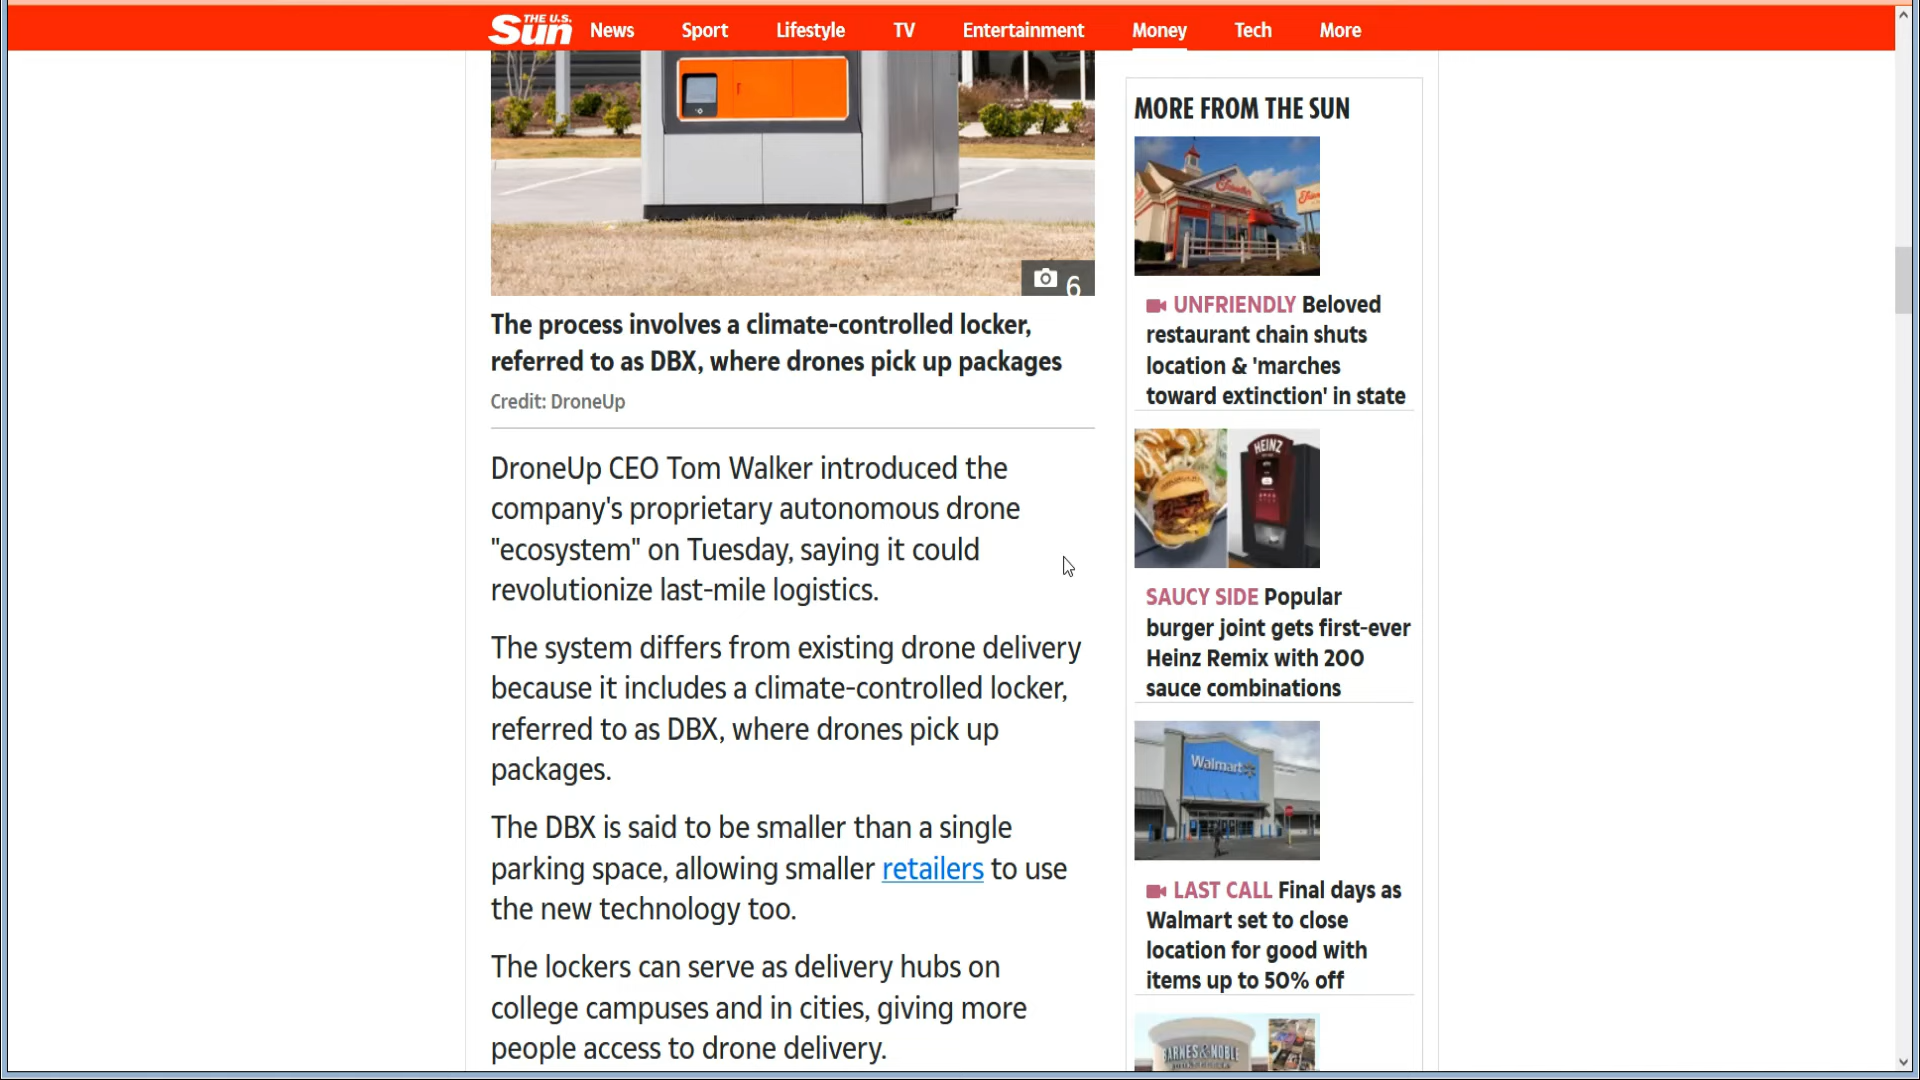 THE U.S.
Sun
News
Sport
Lifestyle
TV
Entertainment
Money
Tech
More
6
The process involves a climate-controlled locker,
referred to as DBX, where drones pick up packages
Credit: DroneUp
DroneUp CEO Tom Walker introduced the
company's proprietary autonomous drone
"ecosystem" on Tuesday, saying it could
revolutionize last-mile logistics.
The system differs from existing drone delivery
because it includes a climate-controlled locker,
referred to as DBX, where drones pick up
packages.
The DBX is said to be smaller than a single
parking space, allowing smaller retailers to use
the new technology too.
The lockers can serve as delivery hubs on
college campuses and in cities, giving more
people access to drone delivery.
MORE FROM THE SUN
UNFRIENDLY Beloved
restaurant chain shuts
location & 'marches
toward extinction' in state
HEINZ
SAUCY SIDE Popular
burger joint gets first-ever
Heinz Remix with 200
sauce combinations
Walmart
LAST CALL Final days as
Walmart set to close
location for good with
items up to 50% off
BARNES & NOBLE